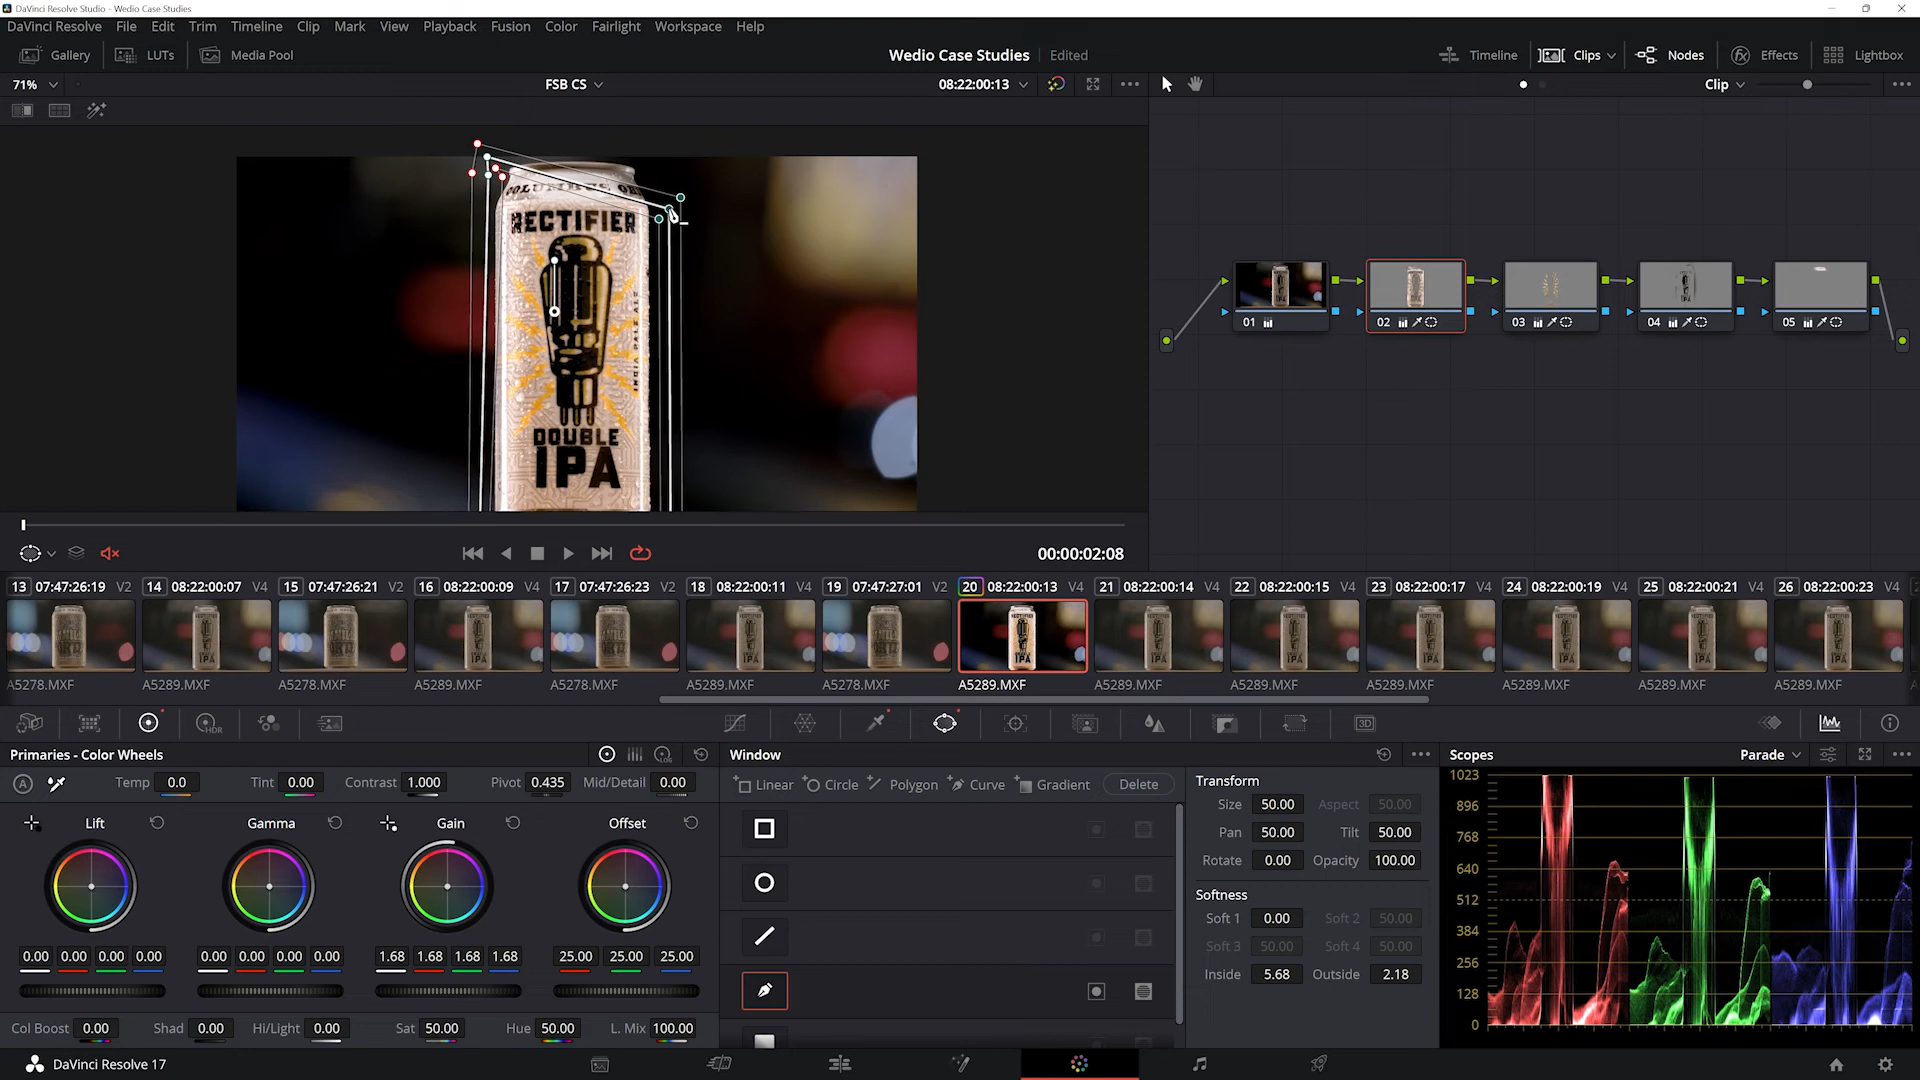 DaVinci Resolve Studio - Wedio Case Studies
DaVinci Resolve File Edit Trim Timeline Clip Mark View Playback Fusion Color Fairlight Workspace Help
Gallery LUTs Media Pool Wedio Case Studies Edited Timeline Clips Nodes Effects Lightbox
71% FSB CS 08:22:00:13 Clip
RECTIFIER
INDIA PALE ALE
DOUBLE
IPA
01 02 03 04 05
00:00:02:08
13 07:47:26:19 V2 14 08:22:00:07 V4 15 07:47:26:21 V2 16 08:22:00:09 V4 17 07:47:26:23 V2 18 08:22:00:11 V4 19 07:47:27:01 V2 20 08:22:00:13 V4 21 08:22:00:14 V4 22 08:22:00:15 V4 23 08:22:00:17 V4 24 08:22:00:19 V4 25 08:22:00:21 V4 26 08:22:00:23 V4
A5278.MXF A5289.MXF A5278.MXF A5289.MXF A5278.MXF A5289.MXF A5278.MXF A5289.MXF A5289.MXF A5289.MXF A5289.MXF A5289.MXF A5289.MXF A5289.MXF
HDR 3D
Primaries - Color Wheels LOG Window Scopes Parade
A Temp 0.0 Tint 0.00 Contrast 1.000 Pivot 0.435 Mid/Detail 0.00
Linear Circle Polygon Curve Gradient Delete
Lift Gamma Gain Offset
0.00 0.00 0.00 0.00 0.00 0.00 0.00 0.00 1.68 1.68 1.68 1.68 25.00 25.00 25.00
Col Boost 0.00 Shad 0.00 Hi/Light 0.00 Sat 50.00 Hue 50.00 L. Mix 100.00
Transform
Size 50.00 Aspect 50.00
Pan 50.00 Tilt 50.00
Rotate 0.00 Opacity 100.00
Softness
Soft 1 0.00 Soft 2 50.00
Soft 3 50.00 Soft 4 50.00
Inside 5.68 Outside 2.18
1023
896
768
640
512
384
256
128
0
DaVinci Resolve 17